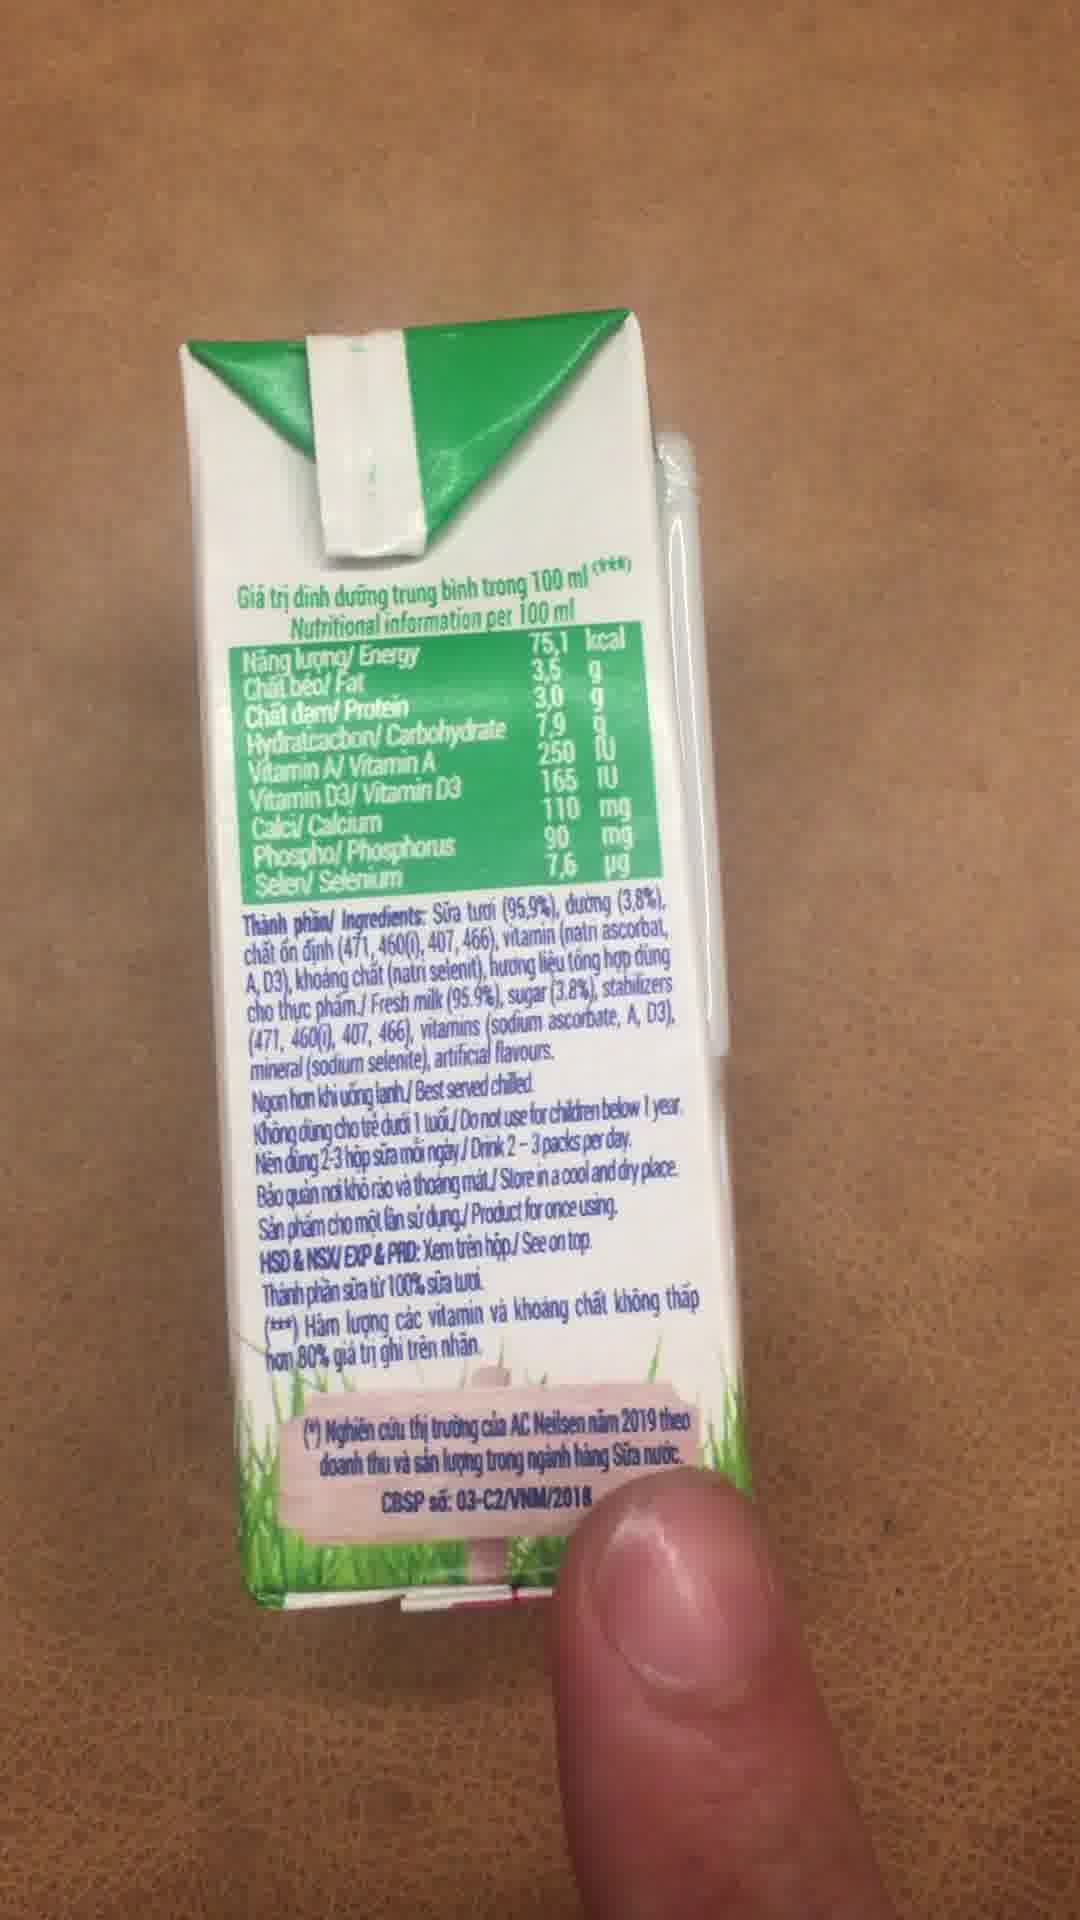 Giá trị dinh dưỡng trung bình trong 100 ml (***)
Nutritional information per 100 ml
Năng lượng/ Energy 75,1 kcal
Chất béo/ Fat 3,5 g
Chất đạm/ Protein 3,0 g
Hydratcacbon/ Carbohydrate 7,9 g
Vitamin A/ Vitamin A 250 IU
Vitamin D3/ Vitamin D3 165 IU
Calci/ Calcium 110 mg
Phospho/ Phosphorus 90 mg
Selen/ Selenium 7,6 µg
Thành phần/ Ingredients: Sữa tươi (95,9%), đường (3,8%),
chất ổn định (471, 460(i), 407, 466), vitamin (natri ascorbat,
A, D3), khoáng chất (natri selenit), hương liệu tổng hợp dùng
cho thực phẩm./ Fresh milk (95.9%), sugar (3.8%), stabilizers
(471, 460(i), 407, 466), vitamins (sodium ascorbate, A, D3),
mineral (sodium selenite), artificial flavours.
Ngon hơn khi uống lạnh./ Best served chilled.
Không dùng cho trẻ dưới 1 tuổi./ Do not use for children below 1 year.
Nên dùng 2-3 hộp sữa mỗi ngày./ Drink 2 – 3 packs per day.
Bảo quản nơi khô ráo và thoáng mát./ Store in a cool and dry place.
Sản phẩm cho một lần sử dụng./ Product for once using.
HSD & NSX/ EXP & PRD: Xem trên hộp./ See on top.
Thành phần sữa từ 100% sữa tươi.
(***) Hàm lượng các vitamin và khoáng chất không thấp
hơn 80% giá trị ghi trên nhãn.
(*) Nghiên cứu thị trường của AC Neilsen năm 2019 theo
doanh thu và sản lượng trong ngành hàng Sữa nước.
CBSP số: 03-C2/VNM/2018